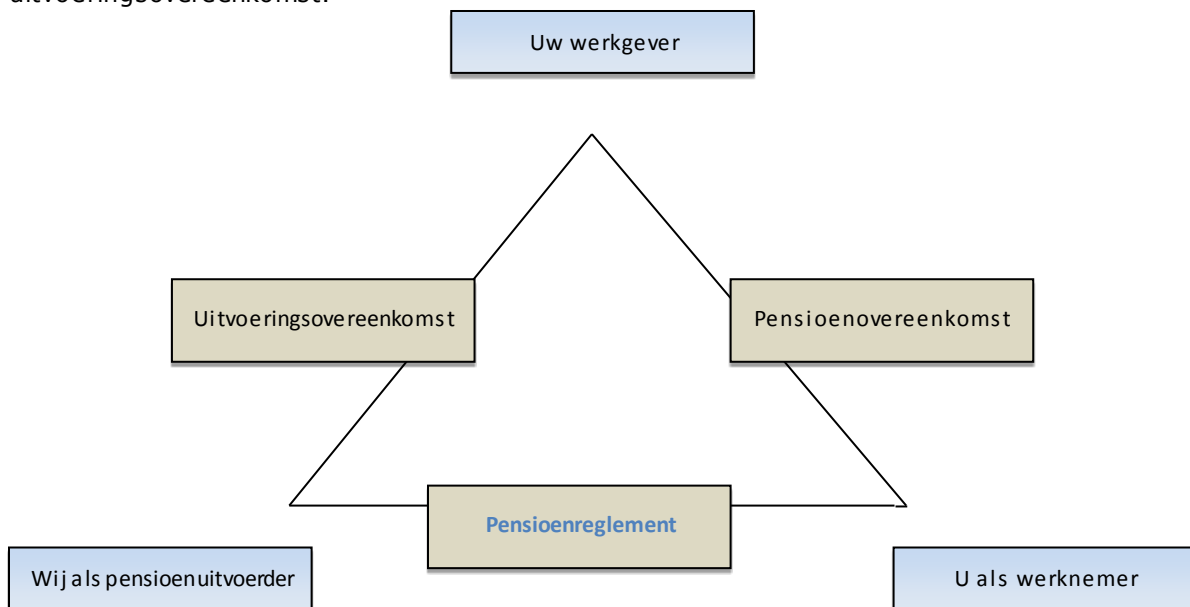 uitvoeringsovereenkomst.
Uw werkgever
Uitvoeringsovereenkomst
Pensioenovereenkomst
Pensioenreglement
Wij als pensioenuitvoerder
U als werknemer